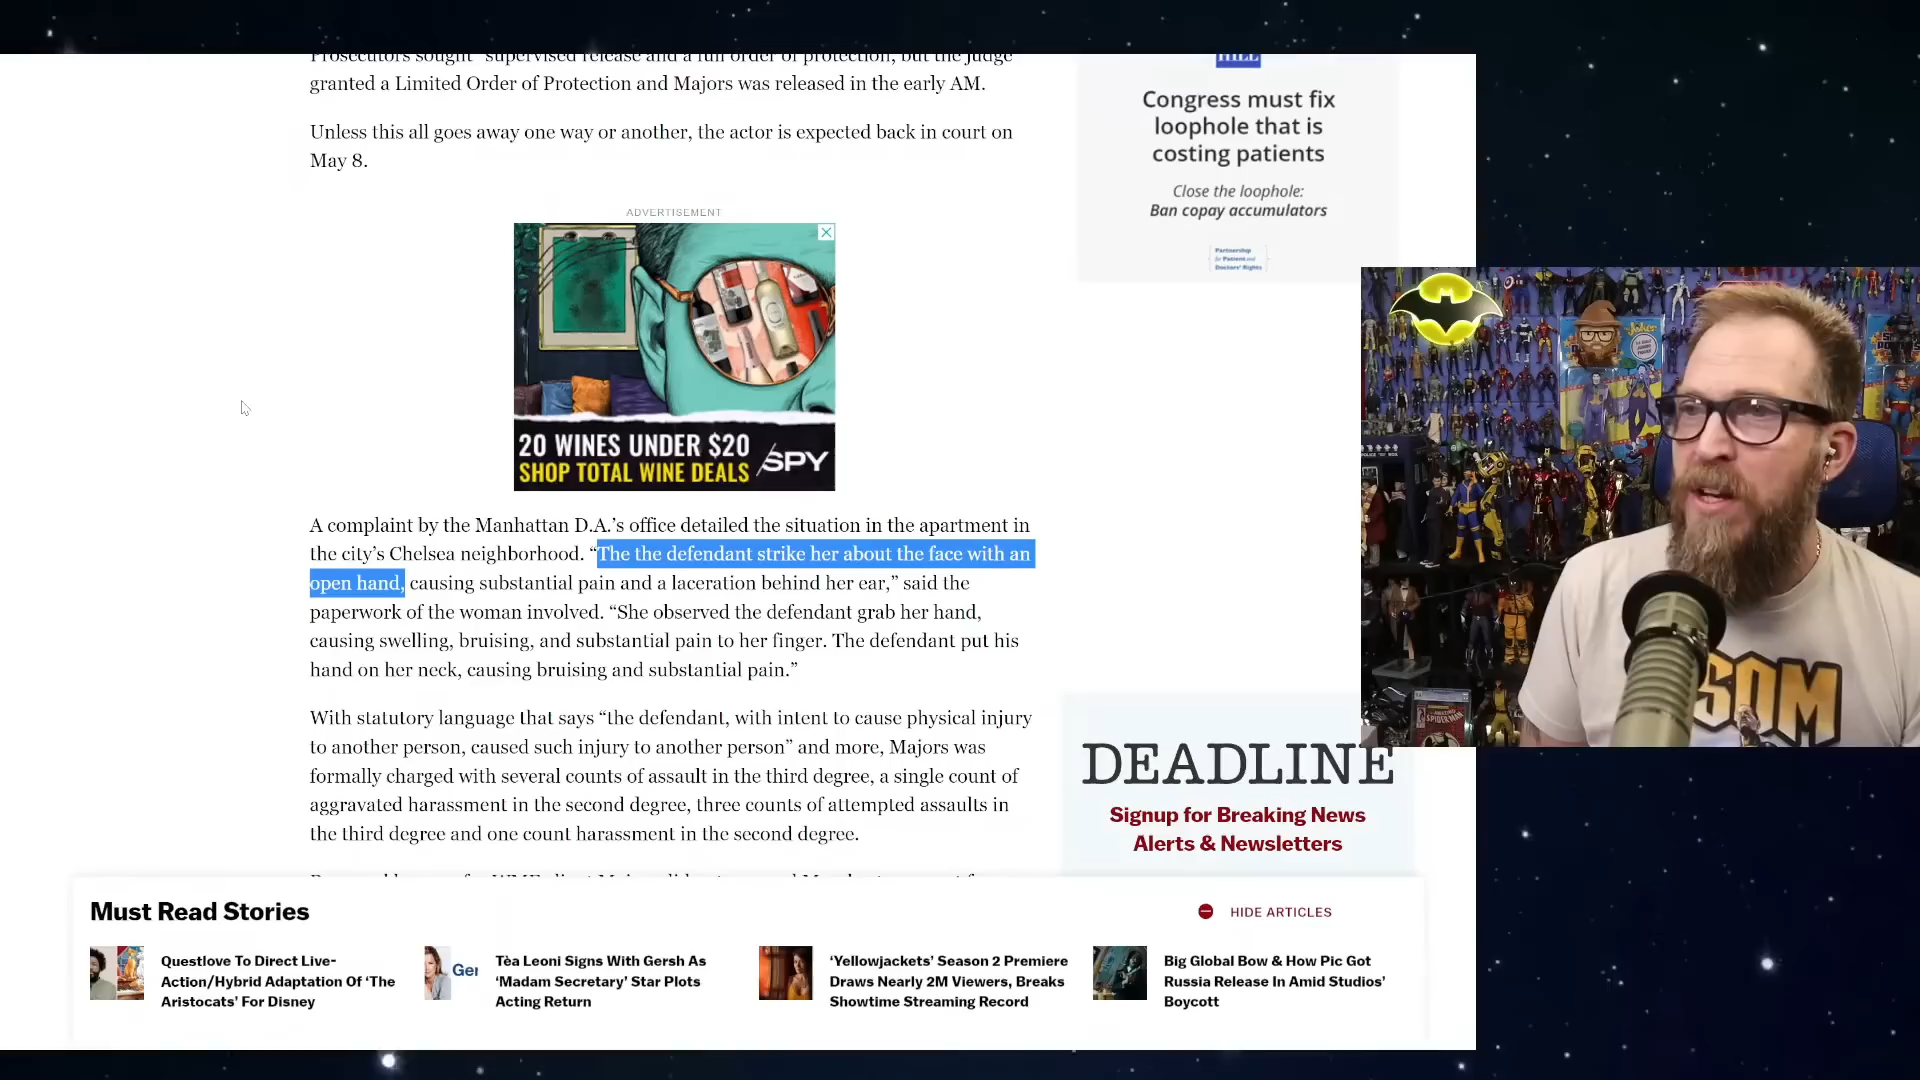 Prosecutors sought “supervised release and a full order of protection, but the judge
granted a Limited Order of Protection and Majors was released in the early AM.
Unless this all goes away one way or another, the actor is expected back in court on
May 8.
ADVERTISEMENT
20 WINES UNDER $20
SHOP TOTAL WINE DEALS
SPY
A complaint by the Manhattan D.A.’s office detailed the situation in the apartment in
the city’s Chelsea neighborhood. “The the defendant strike her about the face with an
open hand, causing substantial pain and a laceration behind her ear,” said the
paperwork of the woman involved. “She observed the defendant grab her hand,
causing swelling, bruising, and substantial pain to her finger. The defendant put his
hand on her neck, causing bruising and substantial pain.”
With statutory language that says “the defendant, with intent to cause physical injury
to another person, caused such injury to another person” and more, Majors was
formally charged with several counts of assault in the third degree, a single count of
aggravated harassment in the second degree, three counts of attempted assaults in
the third degree and one count harassment in the second degree.
HILL
Congress must fix
loophole that is
costing patients
Close the loophole:
Ban copay accumulators
Partnership
for Patient and
Doctors' Rights
DEADLINE
Signup for Breaking News
Alerts & Newsletters
Must Read Stories
HIDE ARTICLES
Questlove To Direct Live-
Action/Hybrid Adaptation Of ‘The
Aristocats’ For Disney
Ger
Tèa Leoni Signs With Gersh As
‘Madam Secretary’ Star Plots
Acting Return
‘Yellowjackets’ Season 2 Premiere
Draws Nearly 2M Viewers, Breaks
Showtime Streaming Record
Big Global Bow & How Pic Got
Russia Release In Amid Studios’
Boycott
Joker
SPIDER-MAN
SOM